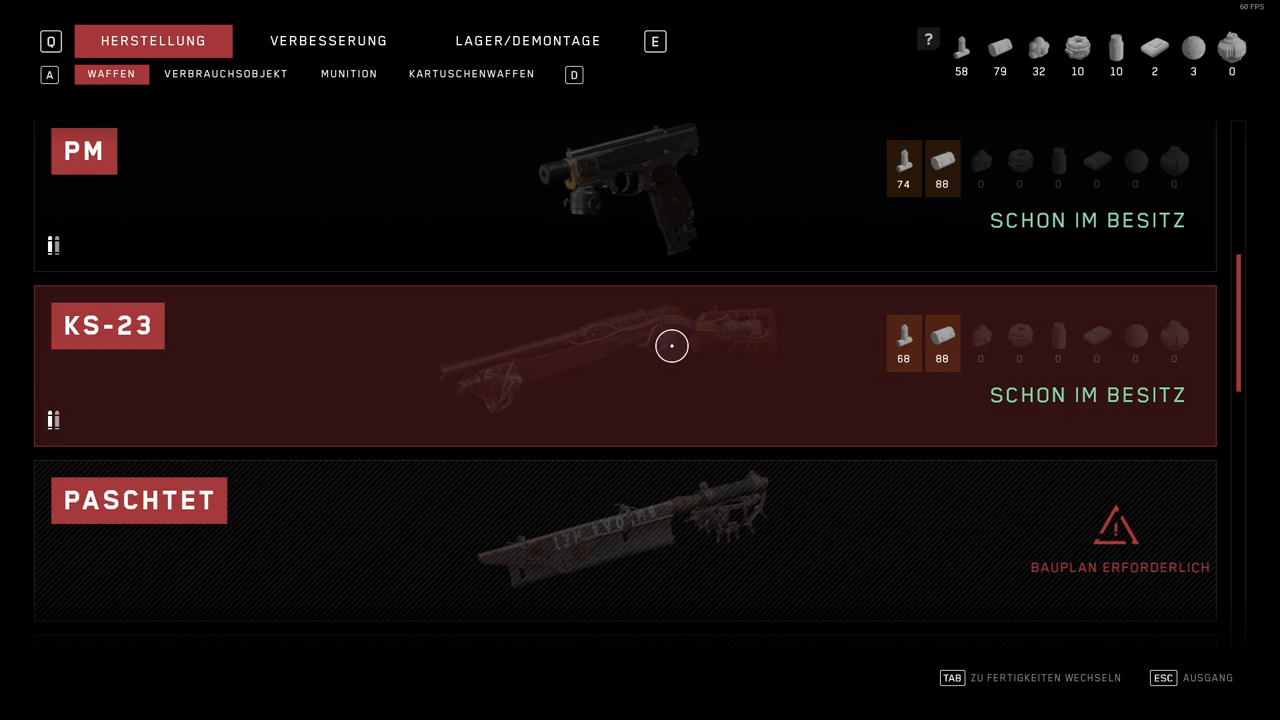 60 FPS
Q HERSTELLUNG VERBESSERUNG LAGER/DEMONTAGE E ?
A WAFFEN VERBRAUCHSOBJEKT MUNITION KARTUSCHENWAFFEN D
58 79 32 10 10 2 3 0
PM
74 88 0 0 0 0 0 0
SCHON IM BESITZ
KS-23
68 88 0 0 0 0 0 0
SCHON IM BESITZ
PASCHTET
BAUPLAN ERFORDERLICH
TAB ZU FERTIGKEITEN WECHSELN ESC AUSGANG